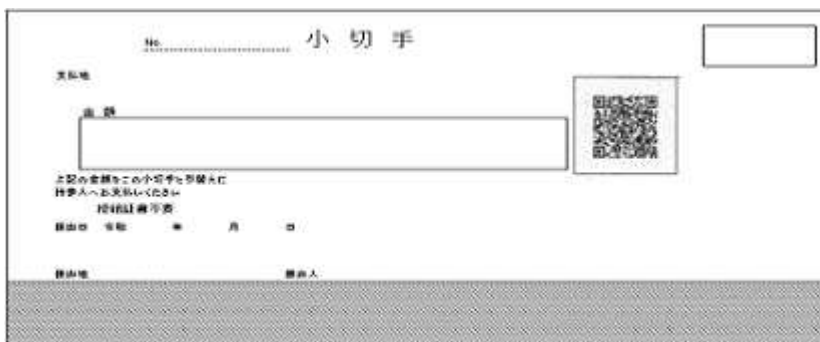 No. 小切手
支払地
金額
上記の金額をこの小切手と引替えに
持参人へお支払いください
拒絶証書不要
振出日 令和 年 月 日
振出地 振出人